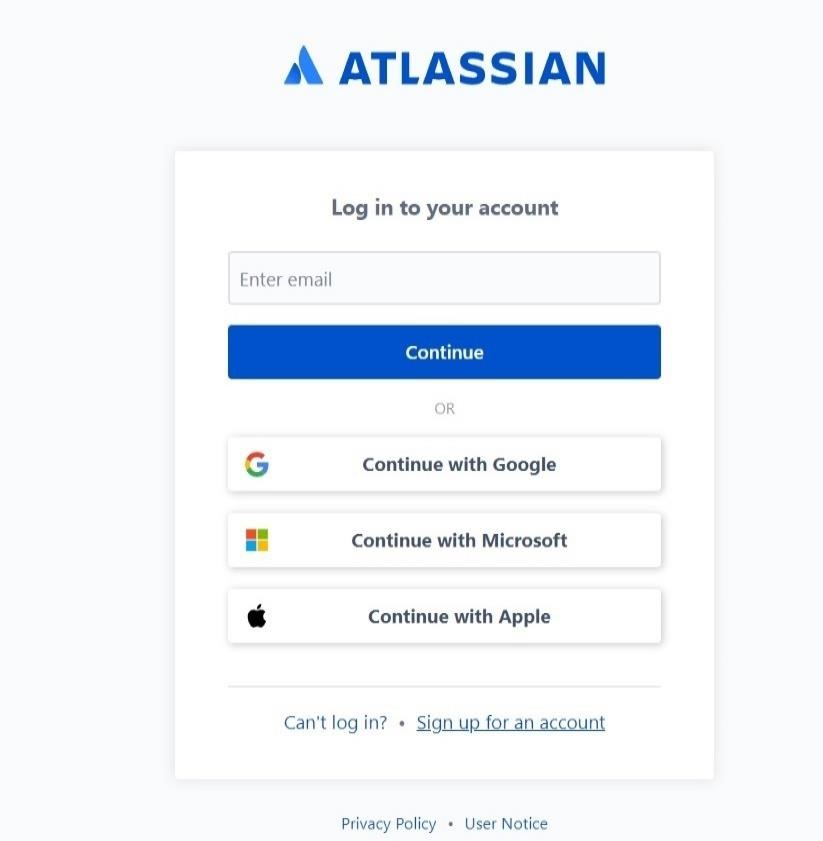 ATLASSIAN
Log in to your account
Enter email
Continue
OR
Continue with Google
Continue with Microsoft
Continue with Apple
Can't log in? • Sign up for an account
Privacy Policy • User Notice